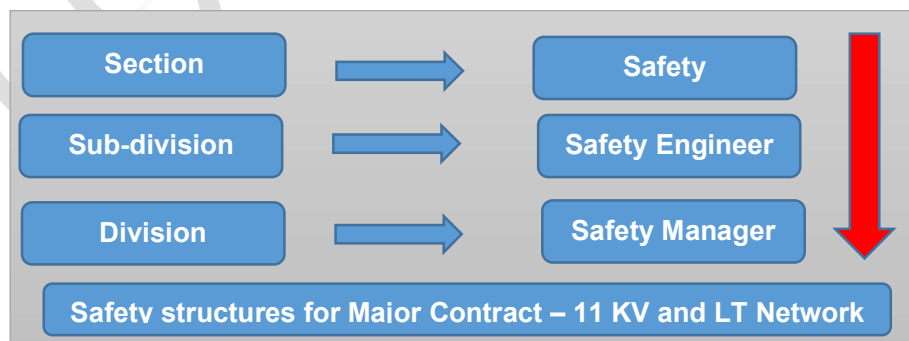 Section Safety
Sub-division Safety Engineer
Division Safety Manager
Safety structures for Major Contract – 11 KV and LT Network